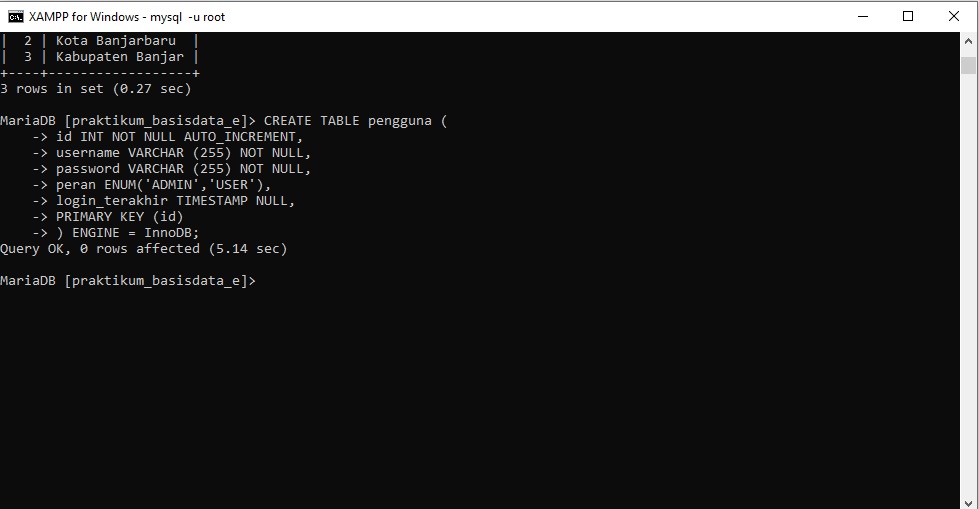 XAMPP for Windows - mysql  -u root
|  2 | Kota Banjarbaru  |
|  3 | Kabupaten Banjar |
+----+------------------+
3 rows in set (0.27 sec)

MariaDB [praktikum_basisdata_e]> CREATE TABLE pengguna (
    -> id INT NOT NULL AUTO_INCREMENT,
    -> username VARCHAR (255) NOT NULL,
    -> password VARCHAR (255) NOT NULL,
    -> peran ENUM('ADMIN','USER'),
    -> login_terakhir TIMESTAMP NULL,
    -> PRIMARY KEY (id)
    -> ) ENGINE = InnoDB;
Query OK, 0 rows affected (5.14 sec)

MariaDB [praktikum_basisdata_e]>